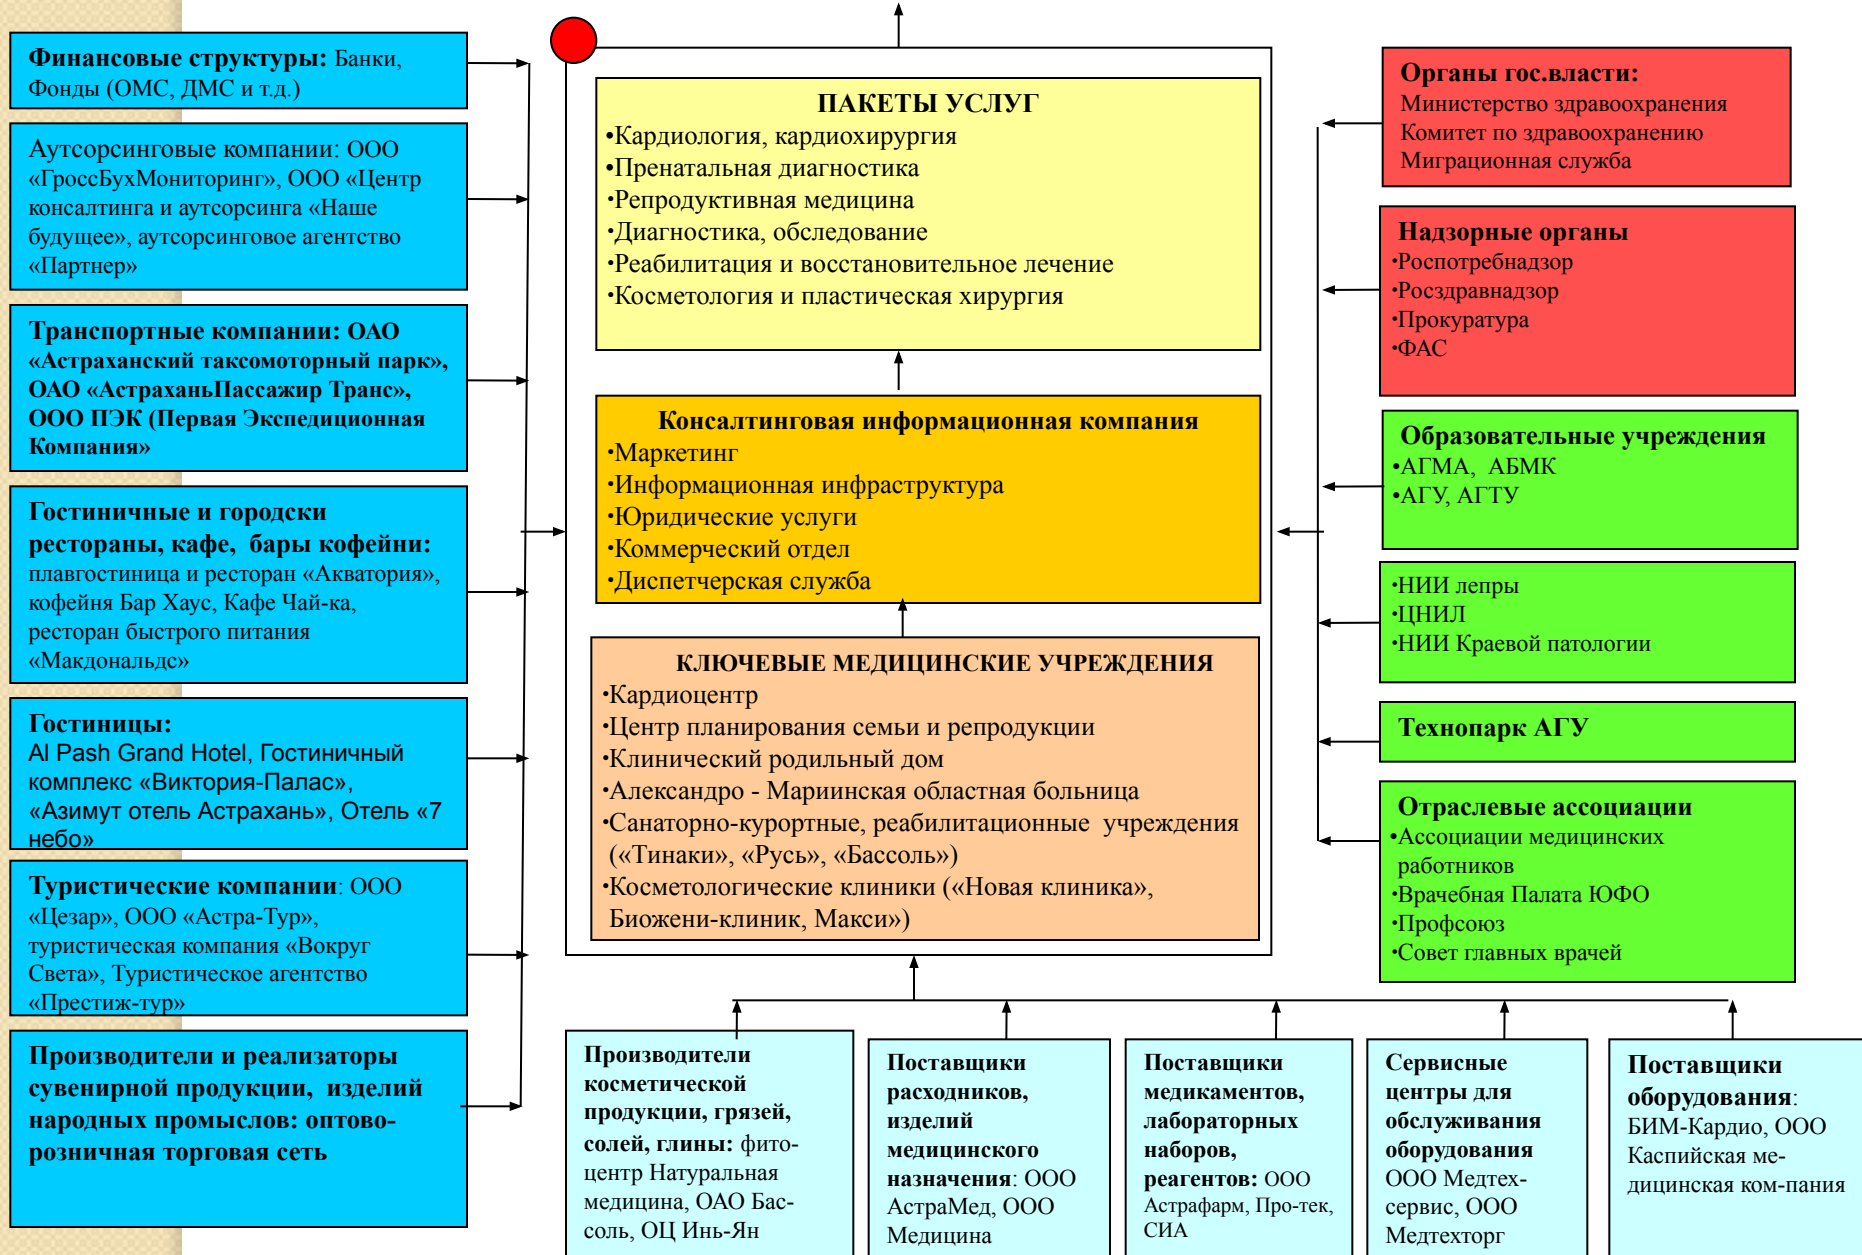 Финансовые структуры: Банки,
Фонды (ОМС, ДМС и т.д.)
Аутсорсинговые компании: ООО
«ГроссБухМониторинг», ООО «Центр
консалтинга и аутсорсинга «Наше
будущее», аутсорсинговое агентство
«Партнер»
Транспортные компании: ОАО
«Астраханский таксомоторный парк»,
ОАО «АстраханьПассажир Транс»,
ООО ПЭК (Первая Экспедиционная
Компания»
Гостиничные и городски
рестораны, кафе, бары кофейни:
плавгостиница и ресторан «Акватория»,
кофейня Бар Хаус, Кафе Чай-ка,
ресторан быстрого питания
«Макдональдс»
Гостиницы:
Al Pash Grand Hotel, Гостиничный
комплекс «Виктория-Палас»,
«Азимут отель Астрахань», Отель «7
небо»
Туристические компании: ООО
«Цезар», ООО «Астра-Тур»,
туристическая компания «Вокруг
Света», Туристическое агентство
«Престиж-тур»
Производители и реализаторы
сувенирной продукции, изделий
народных промыслов: оптово-
розничная торговая сеть
ПАКЕТЫ УСЛУГ
•Кардиология, кардиохирургия
•Пренатальная диагностика
•Репродуктивная медицина
•Диагностика, обследование
•Реабилитация и восстановительное лечение
•Косметология и пластическая хирургия
Консалтинговая информационная компания
•Маркетинг
•Информационная инфраструктура
•Юридические услуги
•Коммерческий отдел
•Диспетчерская служба
КЛЮЧЕВЫЕ МЕДИЦИНСКИЕ УЧРЕЖДЕНИЯ
•Кардиоцентр
•Центр планирования семьи и репродукции
•Клинический родильный дом
•Александро - Мариинская областная больница
•Санаторно-курортные, реабилитационные учреждения
(«Тинаки», «Русь», «Бассоль»)
•Косметологические клиники («Новая клиника»,
Биожени-клиник, Макси»)
Органы гос.власти:
Министерство здравоохранения
Комитет по здравоохранению
Миграционная служба
Надзорные органы
•Роспотребнадзор
•Росздравнадзор
•Прокуратура
•ФАС
Образовательные учреждения
•АГМА, АБМК
•АГУ, АГТУ
•НИИ лепры
•ЦНИЛ
•НИИ Краевой патологии
Технопарк АГУ
Отраслевые ассоциации
•Ассоциации медицинских
работников
•Врачебная Палата ЮФО
•Профсоюз
•Совет главных врачей
Производители
косметической
продукции, грязей,
солей, глины: фито-
центр Натуральная
медицина, ОАО Бас-
соль, ОЦ Инь-Ян
Поставщики
расходников,
изделий
медицинского
назначения: ООО
АстраМед, ООО
Медицина
Поставщики
медикаментов,
лабораторных
наборов,
реагентов: ООО
Астрафарм, Про-тек,
СИА
Сервисные
центры для
обслуживания
оборудования
ООО Медтех-
сервис, ООО
Медтехторг
Поставщики
оборудования:
БИМ-Кардио, ООО
Каспийская ме-
дицинская ком-пания